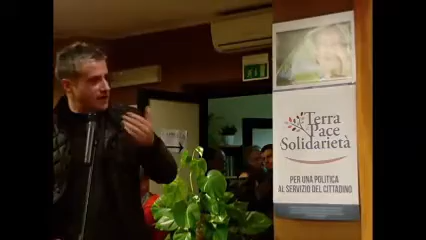 Terra
Pace
Solidarietà
PER UNA POLITICA
AL SERVIZIO DEL CITTADINO